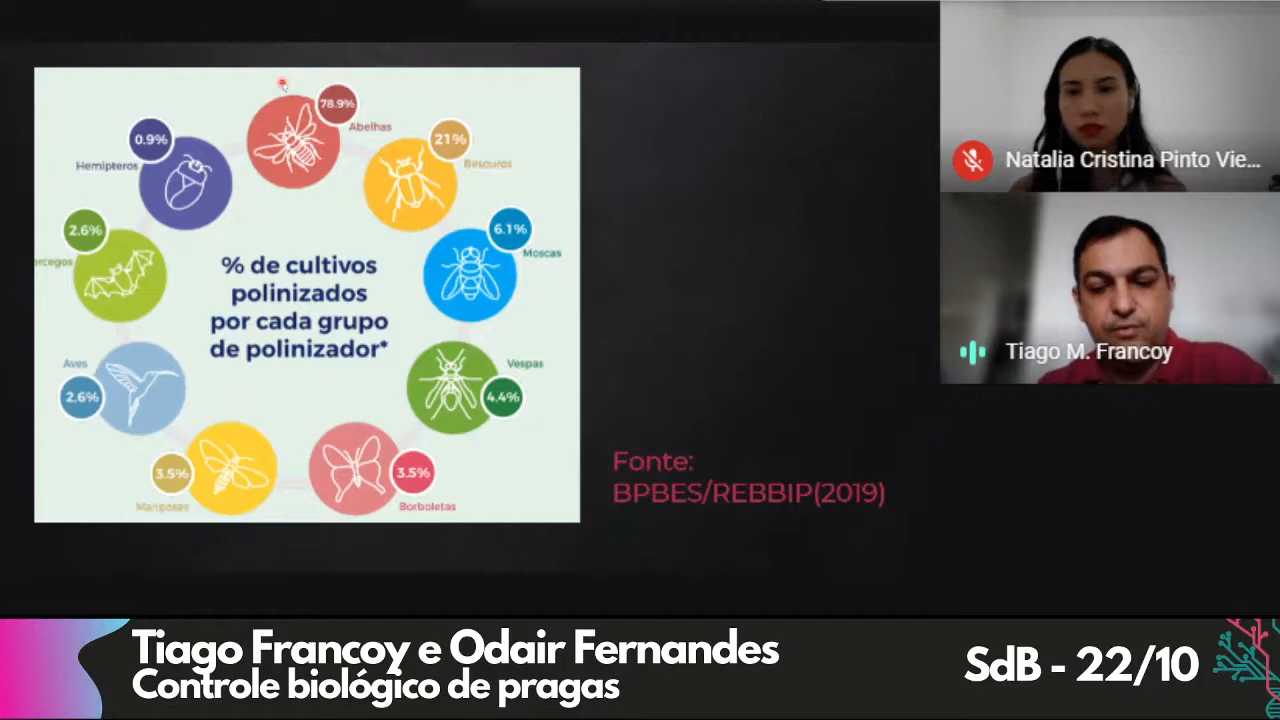 78.9%
Abelhas
0.9%
Hemípteros
21%
Besouros
2.6%
orcegos
6.1%
Moscas
% de cultivos
polinizados
por cada grupo
de polinizador*
Aves
2.6%
Vespas
4.4%
3.5%
Mariposas
3.5%
Borboletas
Fonte:
BPBES/REBBIP(2019)
Natalia Cristina Pinto Vie...
Tiago M. Francoy
Tiago Francoy e Odair Fernandes
Controle biológico de pragas
SdB - 22/10